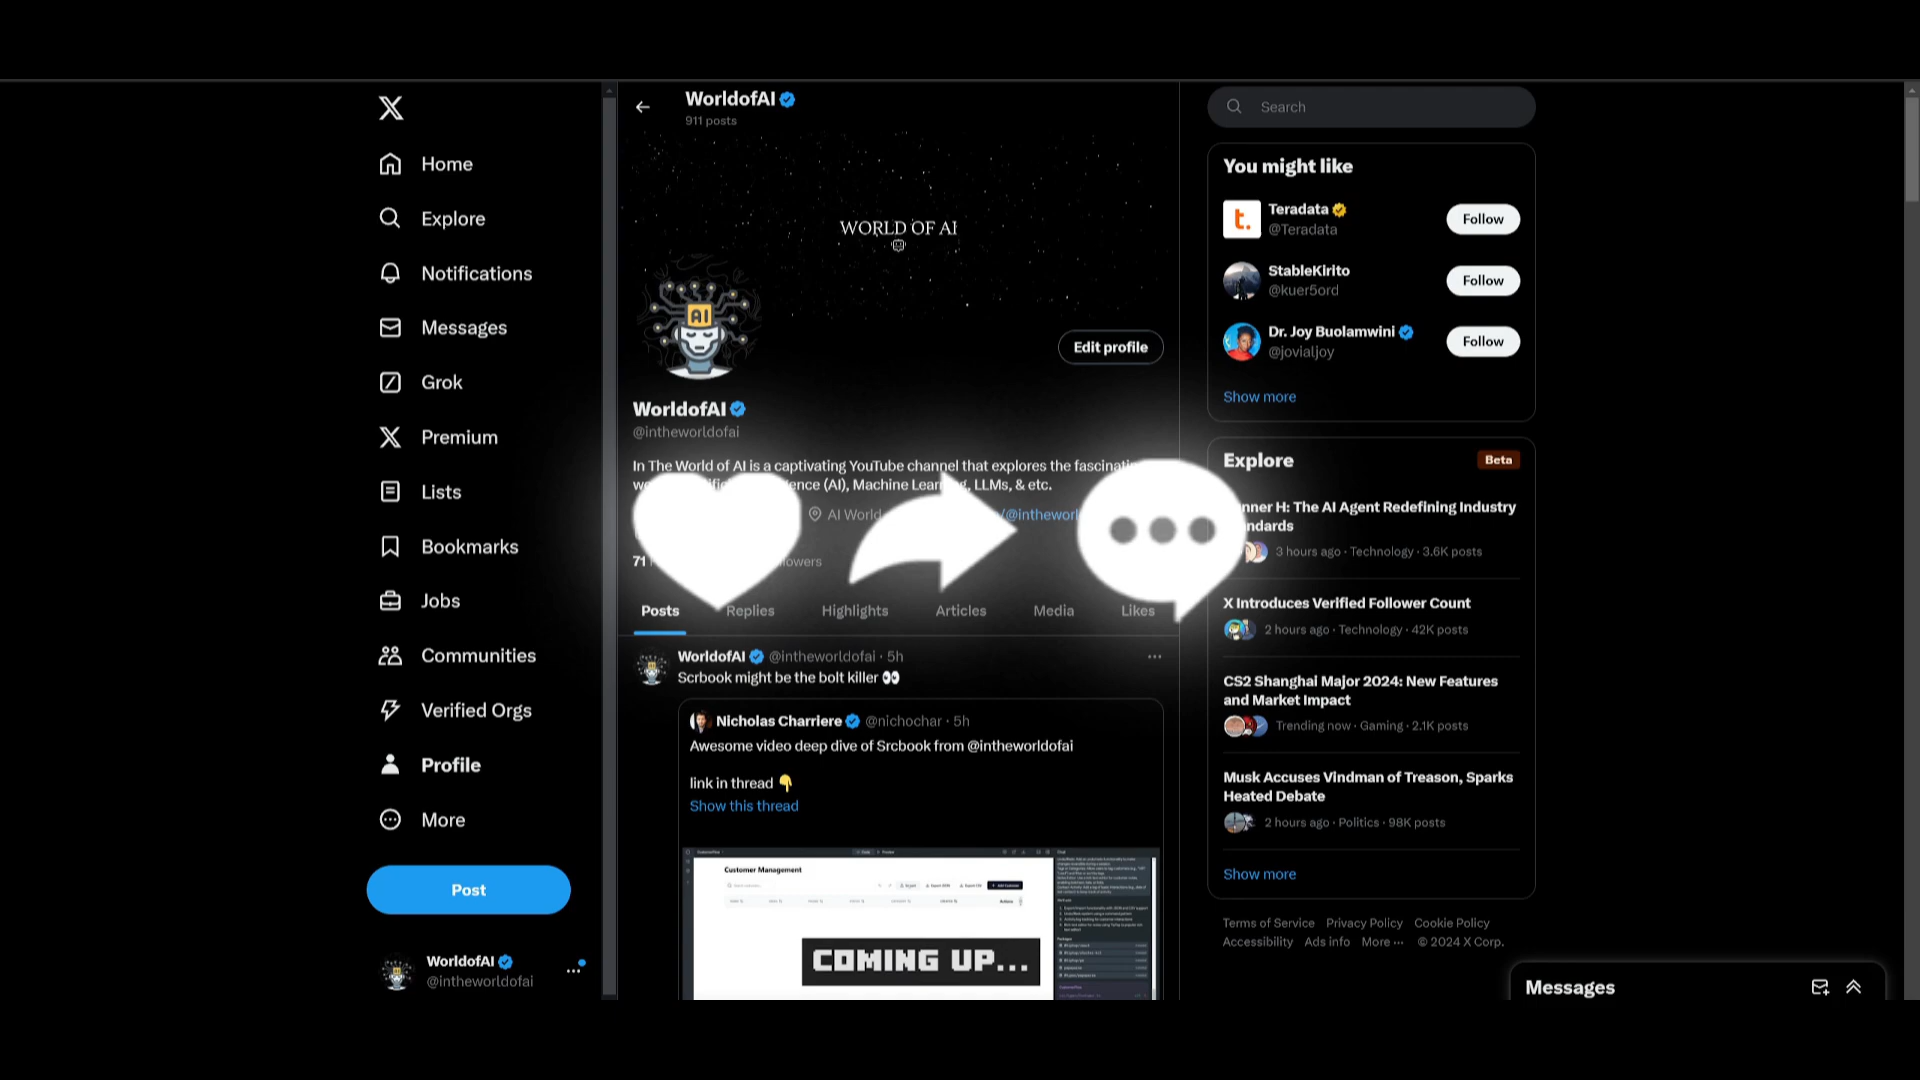 Home
Explore
Notifications
Messages
Grok
Premium
Lists
Bookmarks
Jobs
Communities
Verified Orgs
Profile
More
Post
WorldofAI
@intheworldofai
WorldofAI
911 posts
WORLD OF AI
AI
Edit profile
WorldofAI
@intheworldofai
In The World of AI is a captivating YouTube channel that explores the
(AI), Machine LLMs, & etc.
AI World
71
Posts Replies Highlights Articles Media Likes
WorldofAI @intheworldofai · 5h
Scrbook might be the bolt killer 👀
Nicholas Charriere @nichochar · 5h
Awesome video deep dive of Srcbook from @intheworldofai
link in thread 👇
Show this thread
Customer Management
COMING UP...
Search
You might like
t.
Teradata
@Teradata
Follow
StableKirito
@kuer5ord
Follow
Dr. Joy Buolamwini
@jovialjoy
Follow
Show more
Explore
Beta
H: The AI Agent Redefining Industry
3 hours ago · Technology · 3.6K posts
X Introduces Verified Follower Count
2 hours ago · Technology · 42K posts
CS2 Shanghai Major 2024: New Features
and Market Impact
Trending now · Gaming · 2.1K posts
Musk Accuses Vindman of Treason, Sparks
Heated Debate
2 hours ago · Politics · 98K posts
Show more
Terms of Service Privacy Policy Cookie Policy
Accessibility Ads info More ··· © 2024 X Corp.
Messages